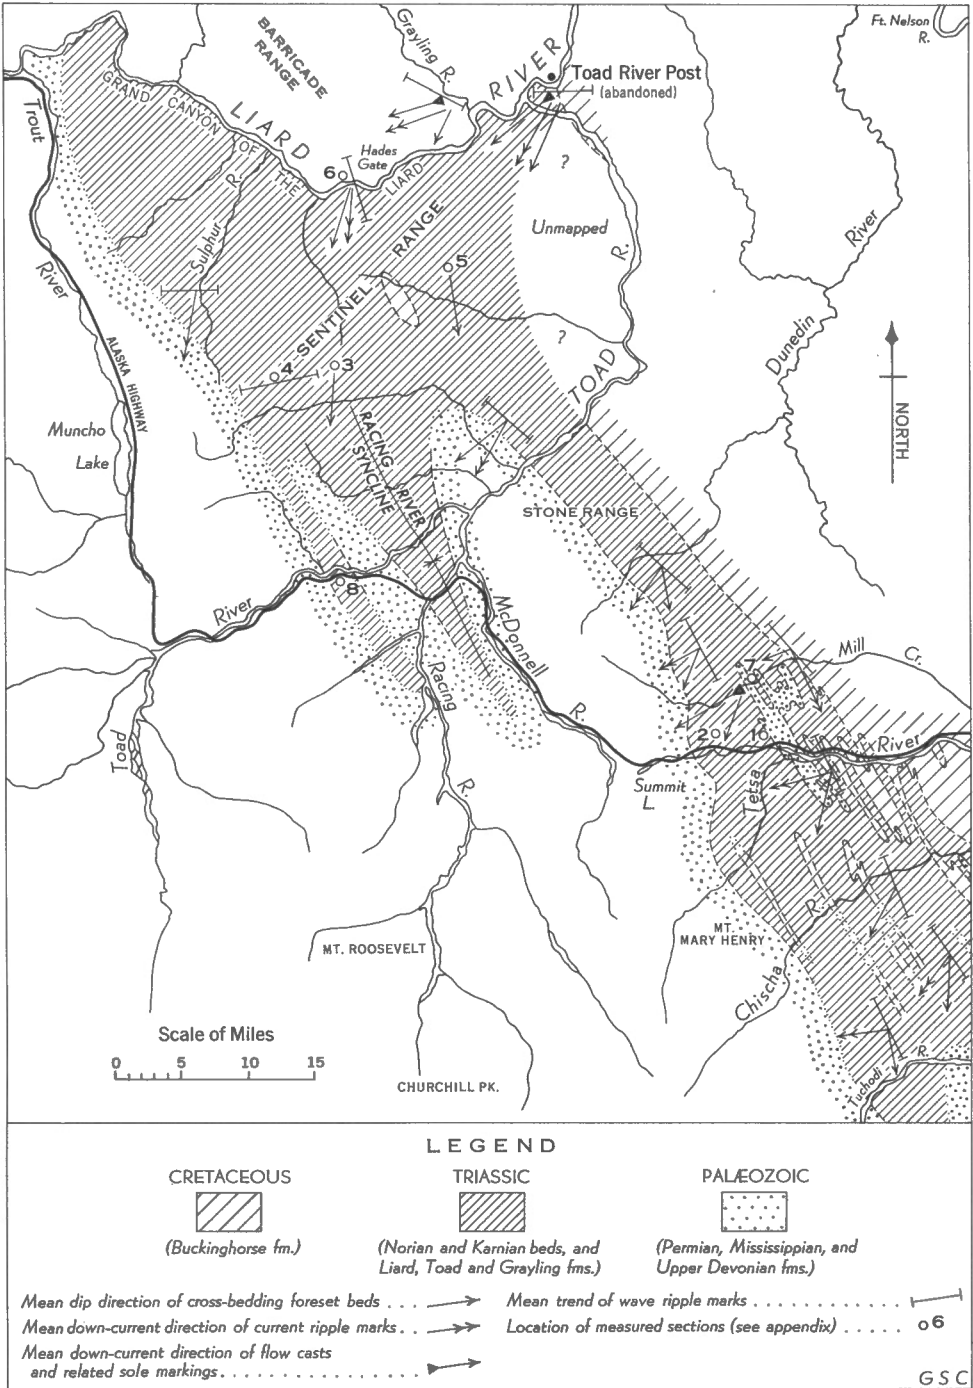 Ft. Nelson
R.
Grayling R.
BARRICADE
RANGE
RIVER
Toad River Post
(abandoned)
Trout
GRAND CANYON
OF THE
LIARD
LIARD
Hades
Gate
6
?
Unmapped
R.
River
Sulphur R.
SENTINEL RANGE
5
River
ALASKA HIGHWAY
?
Dunedin
4
3
TOAD
NORTH
Muncho
Lake
RACING RIVER
SYNCLINE
STONE RANGE
8
River
McDonnell
R.
Mill
Cr.
7
Racing
R.
2
1
River
Toad
Summit
L.
Tetsa
R.
MT. ROOSEVELT
MT.
MARY HENRY
Chischa
Scale of Miles
0 5 10 15
CHURCHILL PK.
R.
Tuchodi
LEGEND
CRETACEOUS
(Buckinghorse fm.)
TRIASSIC
(Norian and Karnian beds, and
Liard, Toad and Grayling fms.)
PALÆOZOIC
(Permian, Mississippian, and
Upper Devonian fms.)
Mean dip direction of cross-bedding foreset beds . . . .
Mean down-current direction of current ripple marks . . .
Mean down-current direction of flow casts
and related sole markings . . . . . . . . . . . . . . . . . . .
Mean trend of wave ripple marks . . . . . . . . . . . . .
Location of measured sections (see appendix) . . . . . 6
GSC